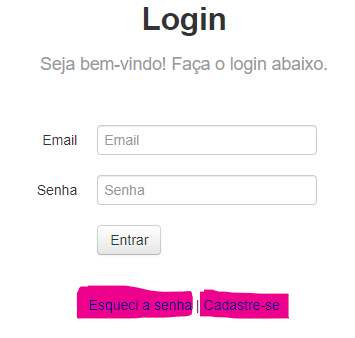 Login
Seja bem-vindo! Faça o login abaixo.
Email Email
Senha Senha
Entrar
Esqueci a senha | Cadastre-se